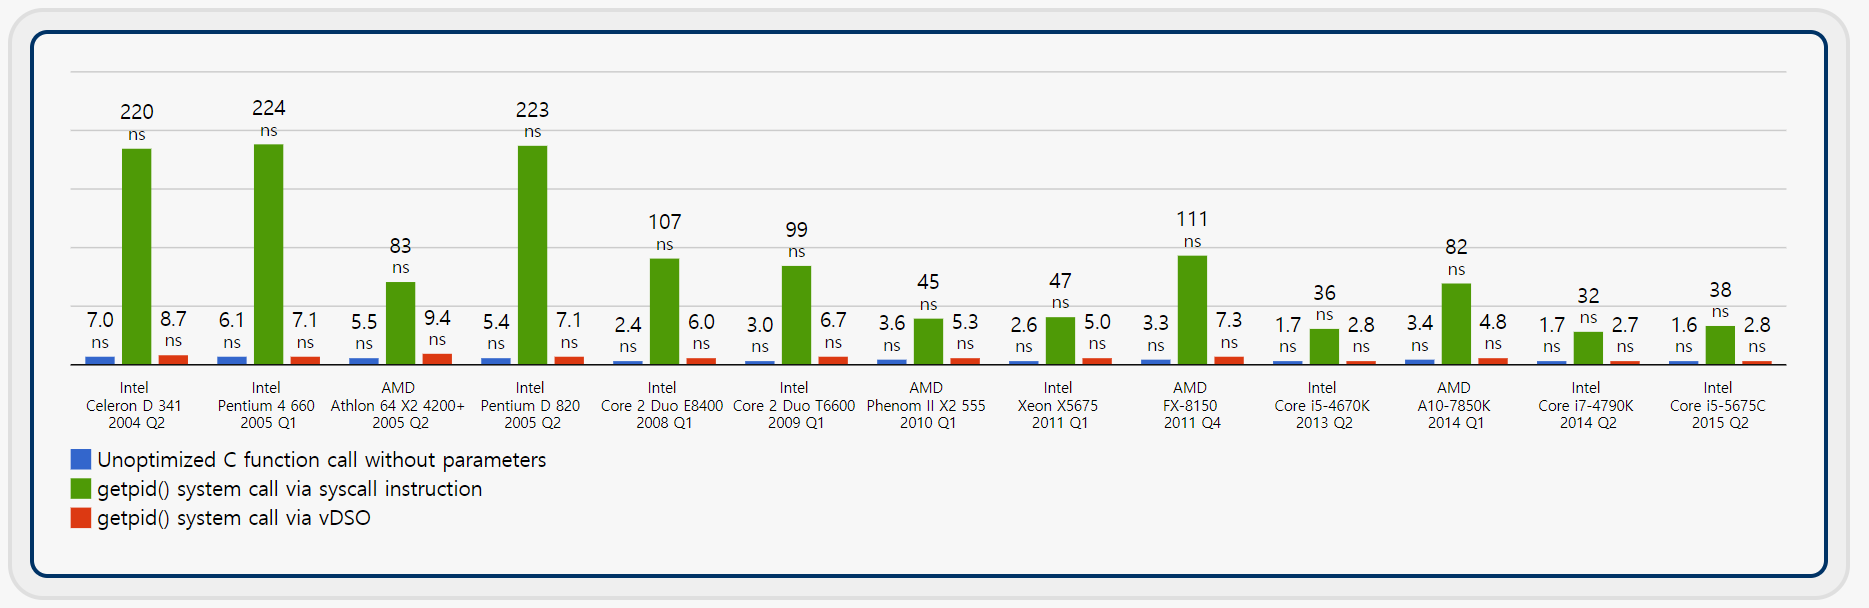 220
ns
224
ns
223
ns
107
ns
99
ns
111
ns
83
ns
82
ns
45
ns
47
ns
36
ns
32
ns
38
ns
7.0
ns
8.7
ns
6.1
ns
7.1
ns
5.5
ns
9.4
ns
5.4
ns
7.1
ns
2.4
ns
6.0
ns
3.0
ns
6.7
ns
3.6
ns
5.3
ns
2.6
ns
5.0
ns
3.3
ns
7.3
ns
1.7
ns
2.8
ns
3.4
ns
4.8
ns
1.7
ns
2.7
ns
1.6
ns
2.8
ns
Intel
Celeron D 341
2004 Q2
Intel
Pentium 4 660
2005 Q1
AMD
Athlon 64 X2 4200+
2005 Q2
Intel
Pentium D 820
2005 Q2
Intel
Core 2 Duo E8400
2008 Q1
Intel
Core 2 Duo T6600
2009 Q1
AMD
Phenom II X2 555
2010 Q1
Intel
Xeon X5675
2011 Q1
AMD
FX-8150
2011 Q4
Intel
Core i5-4670K
2013 Q2
AMD
A10-7850K
2014 Q1
Intel
Core i7-4790K
2014 Q2
Intel
Core i5-5675C
2015 Q2
Unoptimized C function call without parameters
getpid() system call via syscall instruction
getpid() system call via vDSO